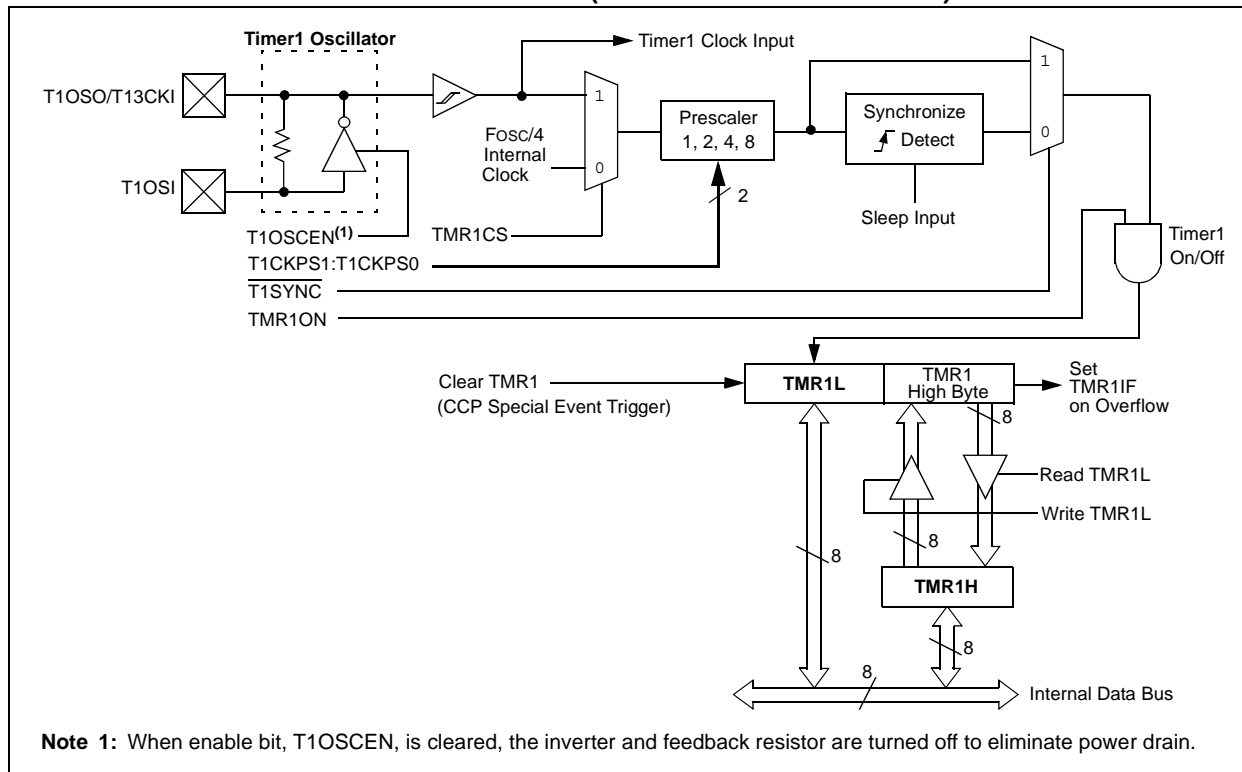 Timer1 Oscillator
Timer1 Clock Input
T1OSO/T13CKI
1
1
FOSC/4
Internal
Clock
Prescaler
1, 2, 4, 8
Synchronize
Detect
0
0
T1OSI
2
Sleep Input
T1OSCEN(1)
TMR1CS
Timer1
On/Off
T1CKPS1:T1CKPS0
T1SYNC
TMR1ON
Clear TMR1
(CCP Special Event Trigger)
TMR1L
TMR1
High Byte
Set
TMR1IF
on Overflow
8
Read TMR1L
Write TMR1L
8
8
TMR1H
8
8
Internal Data Bus
Note 1: When enable bit, T1OSCEN, is cleared, the inverter and feedback resistor are turned off to eliminate power drain.